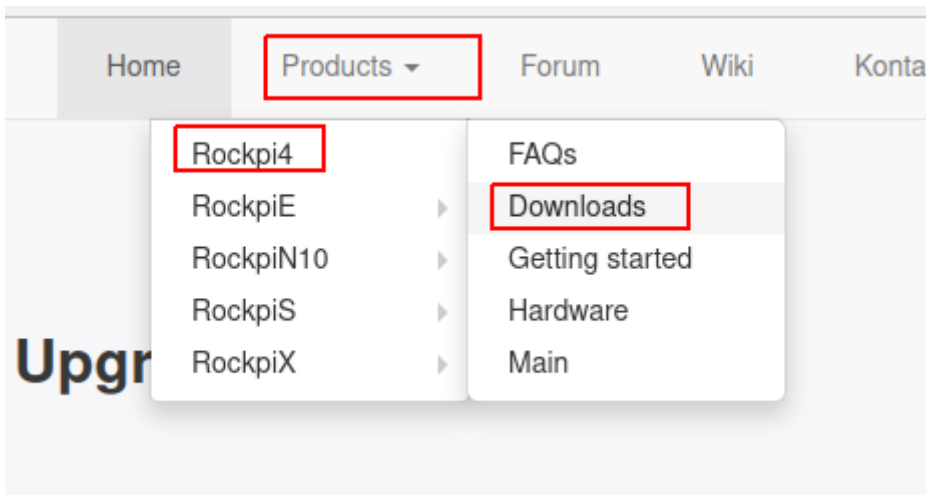 Home Products Forum Wiki Konta
Rockpi4 FAQs
RockpiE Downloads
RockpiN10 Getting started
RockpiS Hardware
RockpiX Main
Upgr